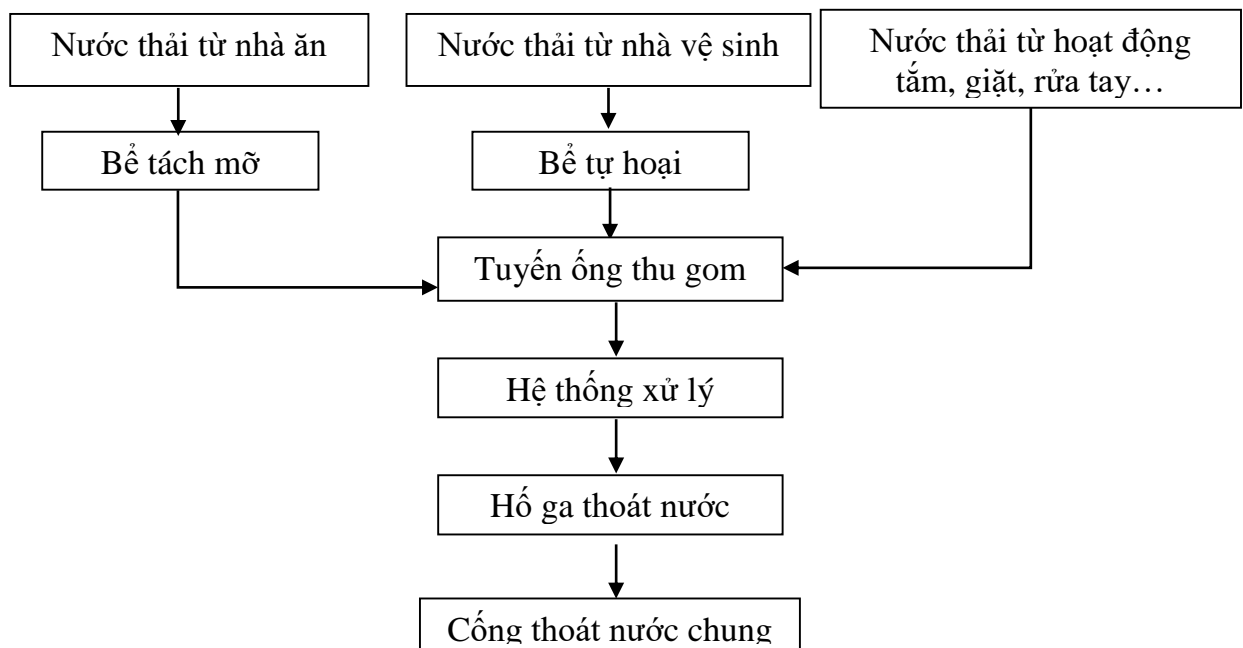 Nước thải từ nhà ăn
Nước thải từ nhà vệ sinh
Nước thải từ hoạt động
tắm, giặt, rửa tay…
Bể tách mỡ
Bể tự hoại
Tuyến ống thu gom
Hệ thống xử lý
Hố ga thoát nước
Cống thoát nước chung